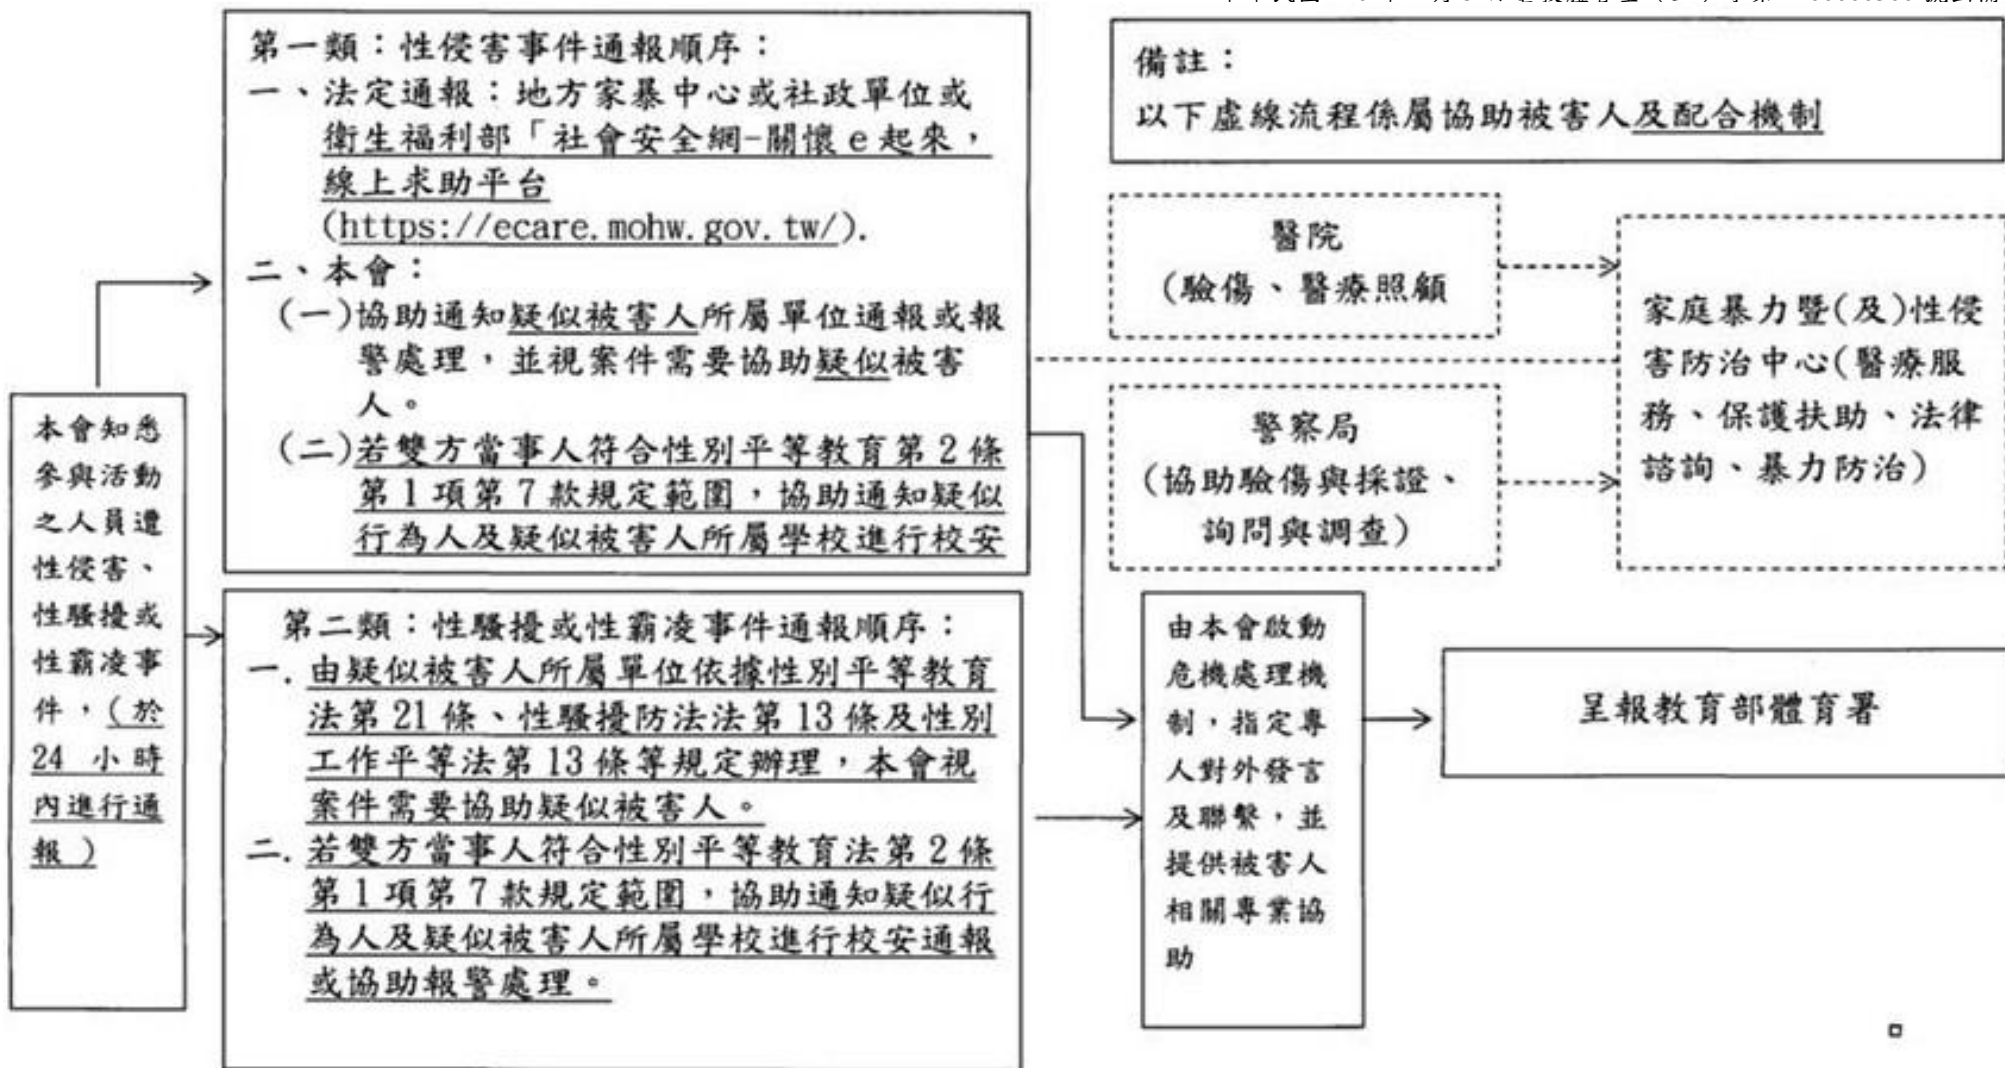 第一類：性侵害事件通報順序：
一、法定通報：地方家暴中心或社政單位或
衛生福利部「社會安全網-關懷 e 起來，
線上求助平台
(https://ecare.mohw.gov.tw/).
二、本會：
(一)協助通知疑似被害人所屬單位通報或報
警處理，並視案件需要協助疑似被害
人。
(二)若雙方當事人符合性別平等教育第 2 條
第 1 項第 7 款規定範圍，協助通知疑似
行為人及疑似被害人所屬學校進行校安
備註：
以下虛線流程係屬協助被害人及配合機制
醫院
(驗傷、醫療照顧
警察局
(協助驗傷與採證、
詢問與調查)
家庭暴力暨(及)性侵
害防治中心(醫療服
務、保護扶助、法律
諮詢、暴力防治)
本會知悉
參與活動
之人員遭
性侵害、
性騷擾或
性霸凌事
件，(於
24 小時
內進行通
報)
第二類：性騷擾或性霸凌事件通報順序：
一. 由疑似被害人所屬單位依據性別平等教育
法第 21 條、性騷擾防法法第 13 條及性別
工作平等法第 13 條等規定辦理，本會視
案件需要協助疑似被害人。
二. 若雙方當事人符合性別平等教育法第 2 條
第 1 項第 7 款規定範圍，協助通知疑似行
為人及疑似被害人所屬學校進行校安通報
或協助報警處理。
由本會啟動
危機處理機
制，指定專
人對外發言
及聯繫，並
提供被害人
相關專業協
助
呈報教育部體育署